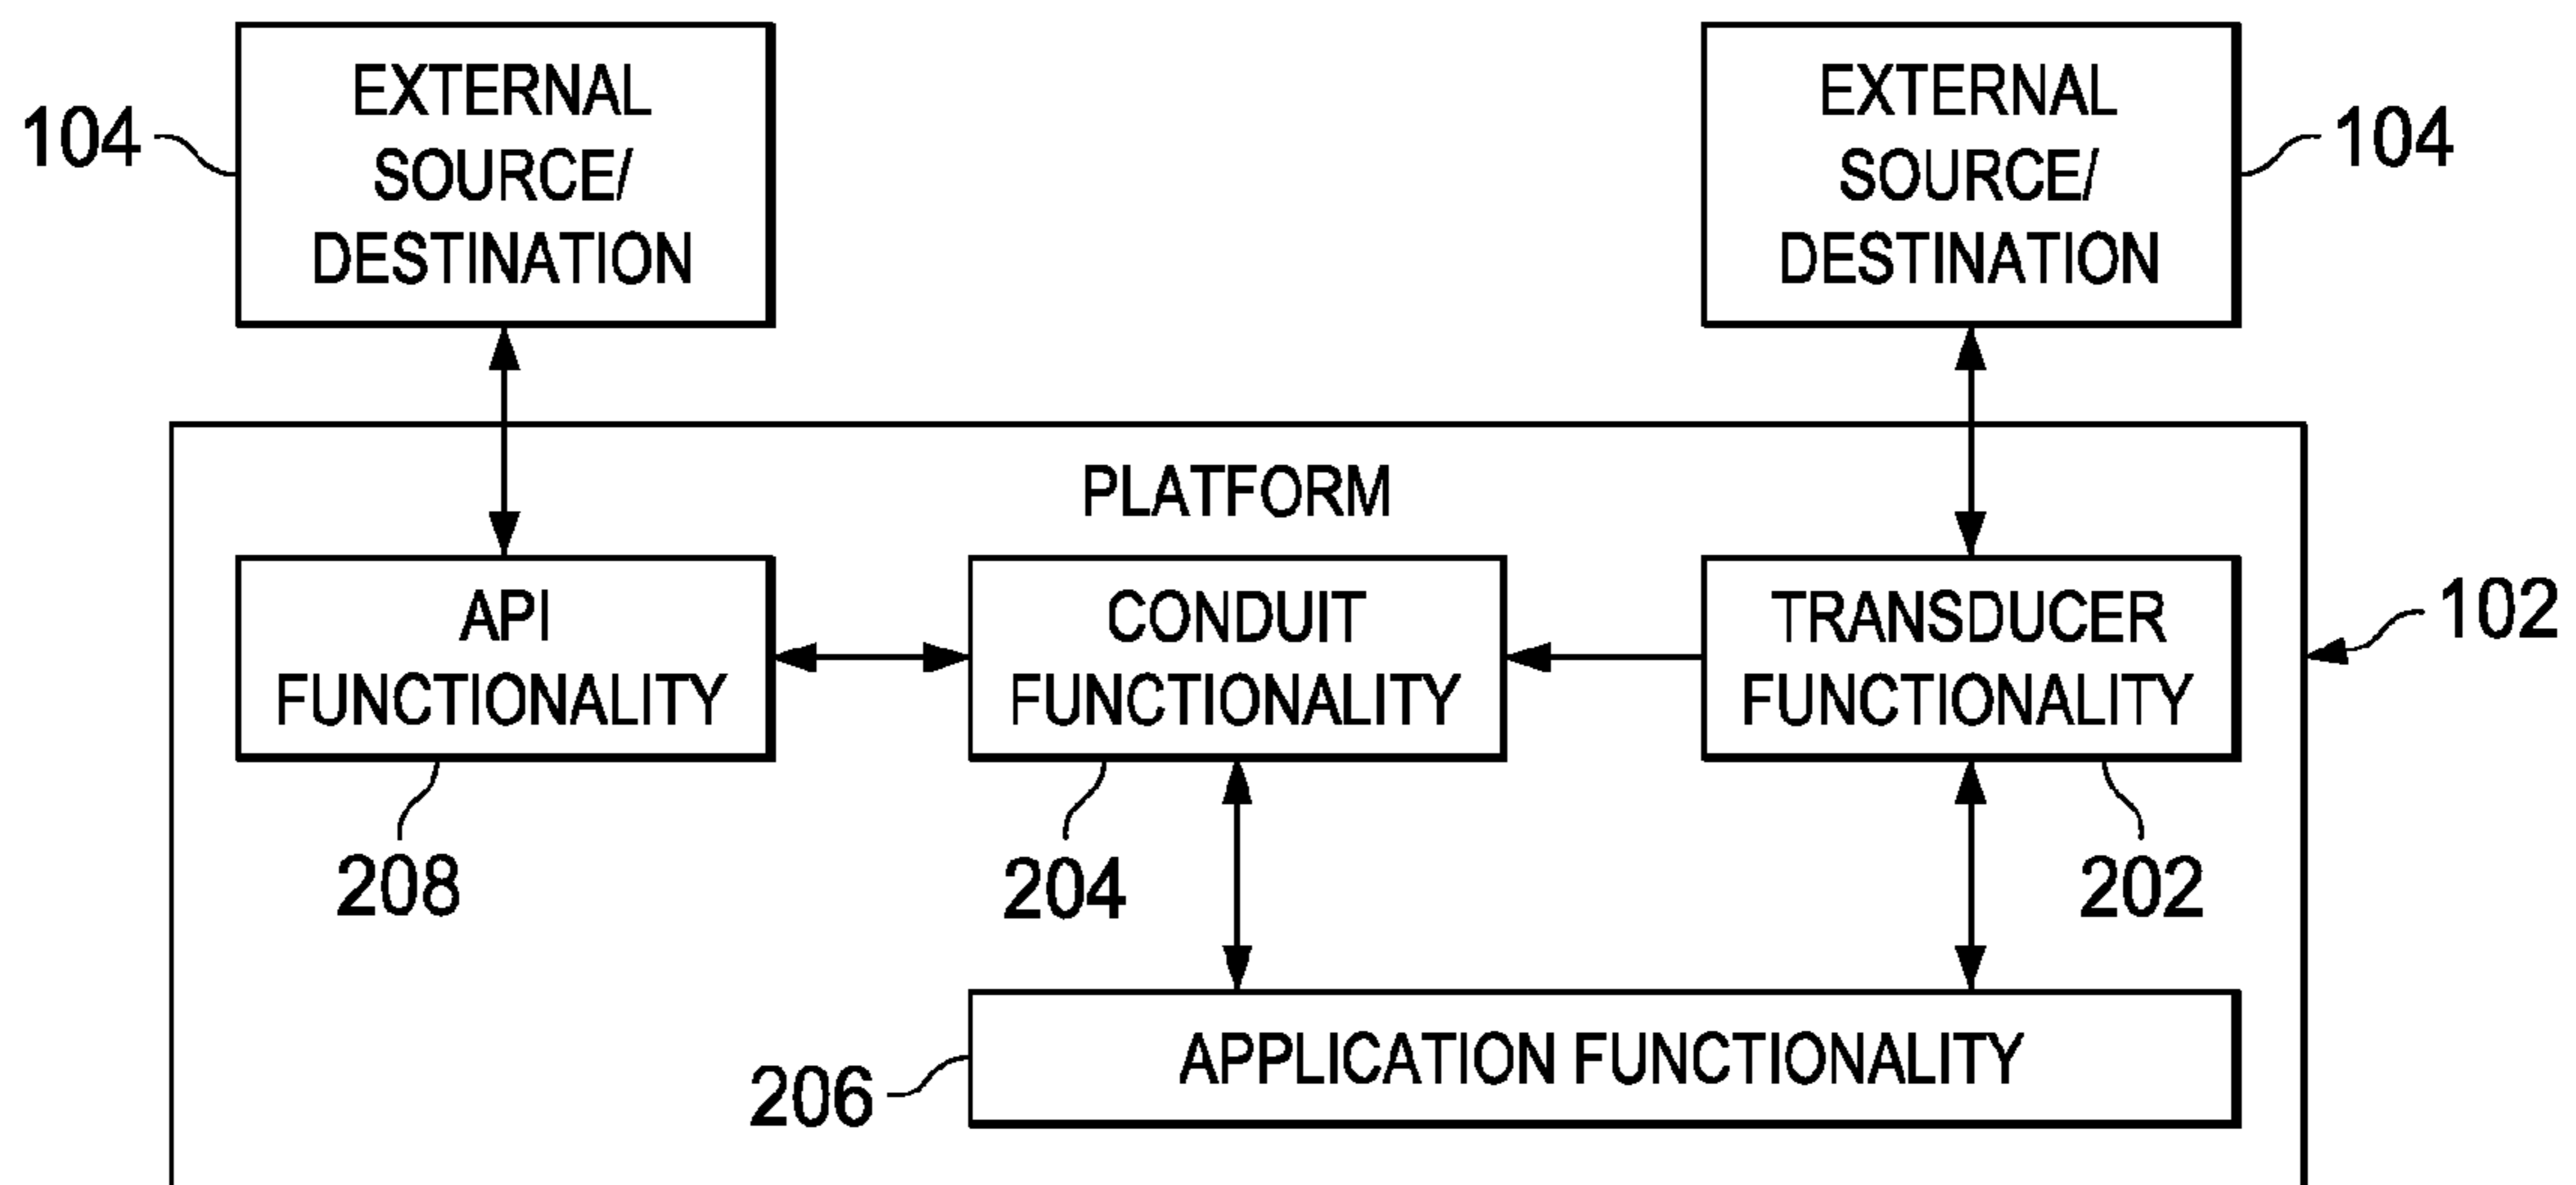 EXTERNAL
SOURCE/
DESTINATION
104
EXTERNAL
SOURCE/
DESTINATION
104
PLATFORM
API
FUNCTIONALITY
208
CONDUIT
FUNCTIONALITY
204
TRANSDUCER
FUNCTIONALITY
202
102
APPLICATION FUNCTIONALITY
206